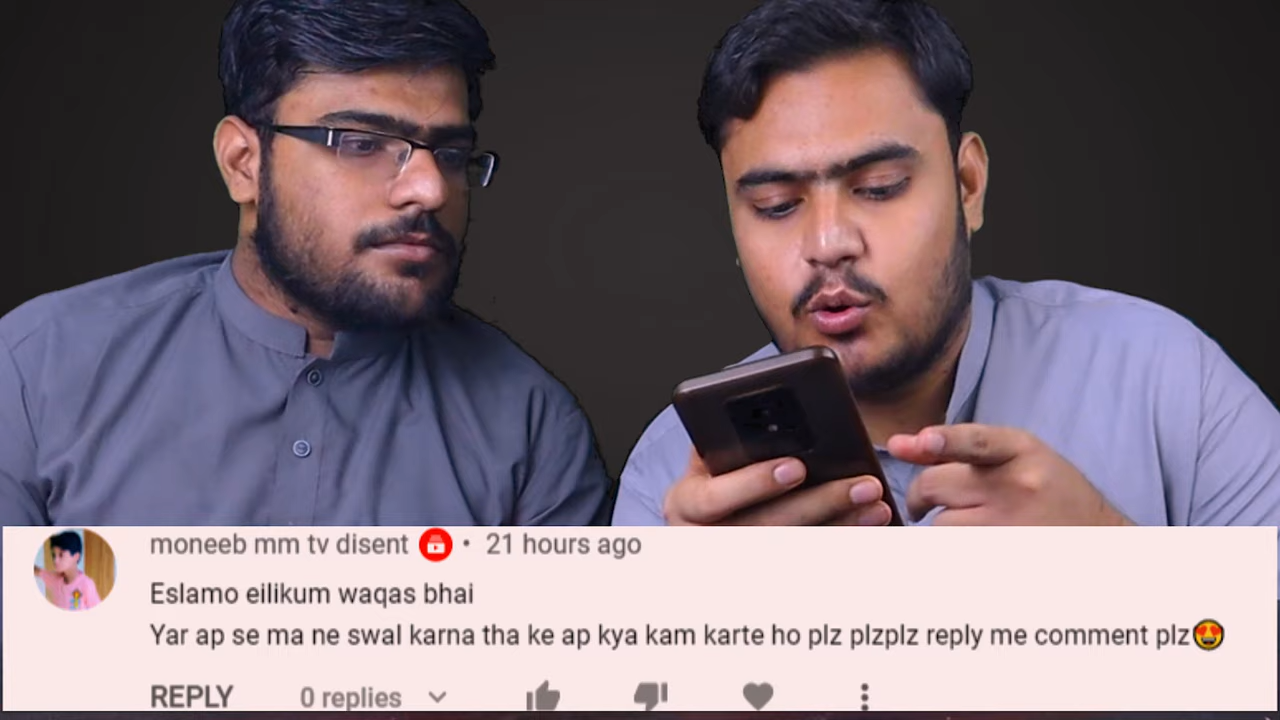 moneeb mm tv disent • 21 hours ago
Eslamo eilikum waqas bhai
Yar ap se ma ne swal karna tha ke ap kya kam karte ho plz plzplz reply me comment plz😍
REPLY 0 replies